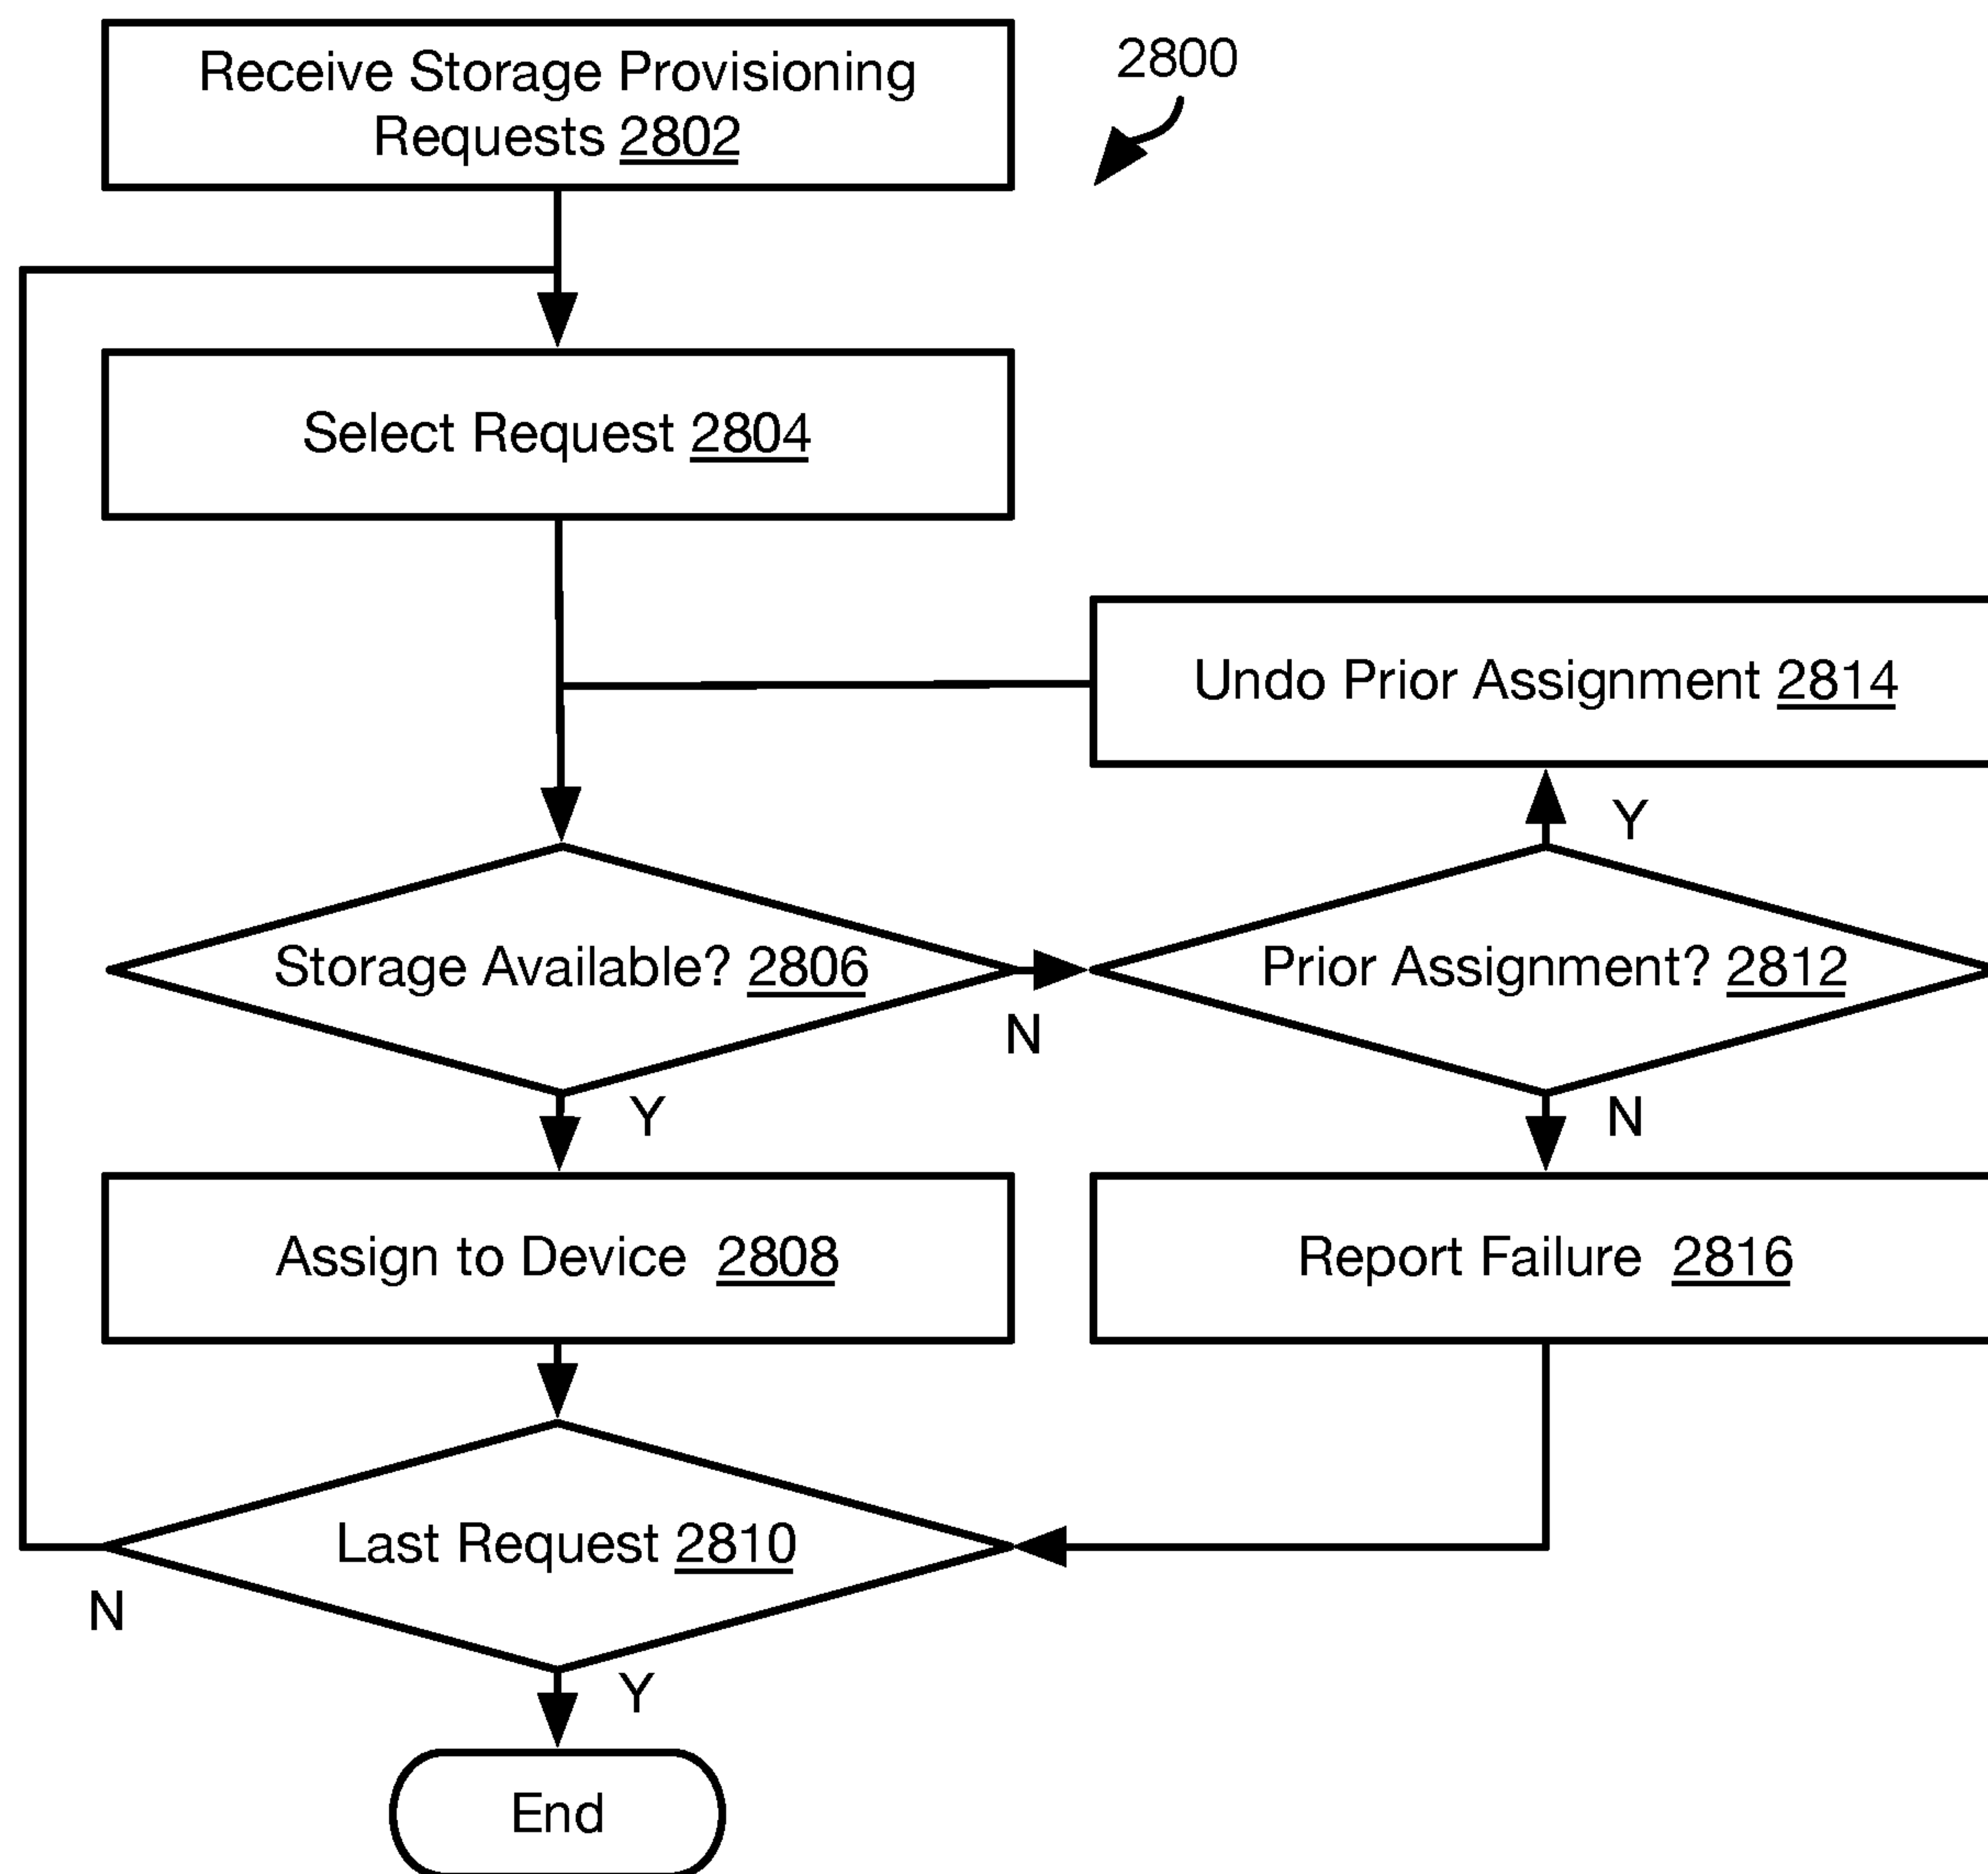 Receive Storage Provisioning
Requests 2802
2800
Select Request 2804
Undo Prior Assignment 2814
Y
Storage Available? 2806
Prior Assignment? 2812
N
Y
N
Assign to Device 2808
Report Failure 2816
Last Request 2810
N
Y
End